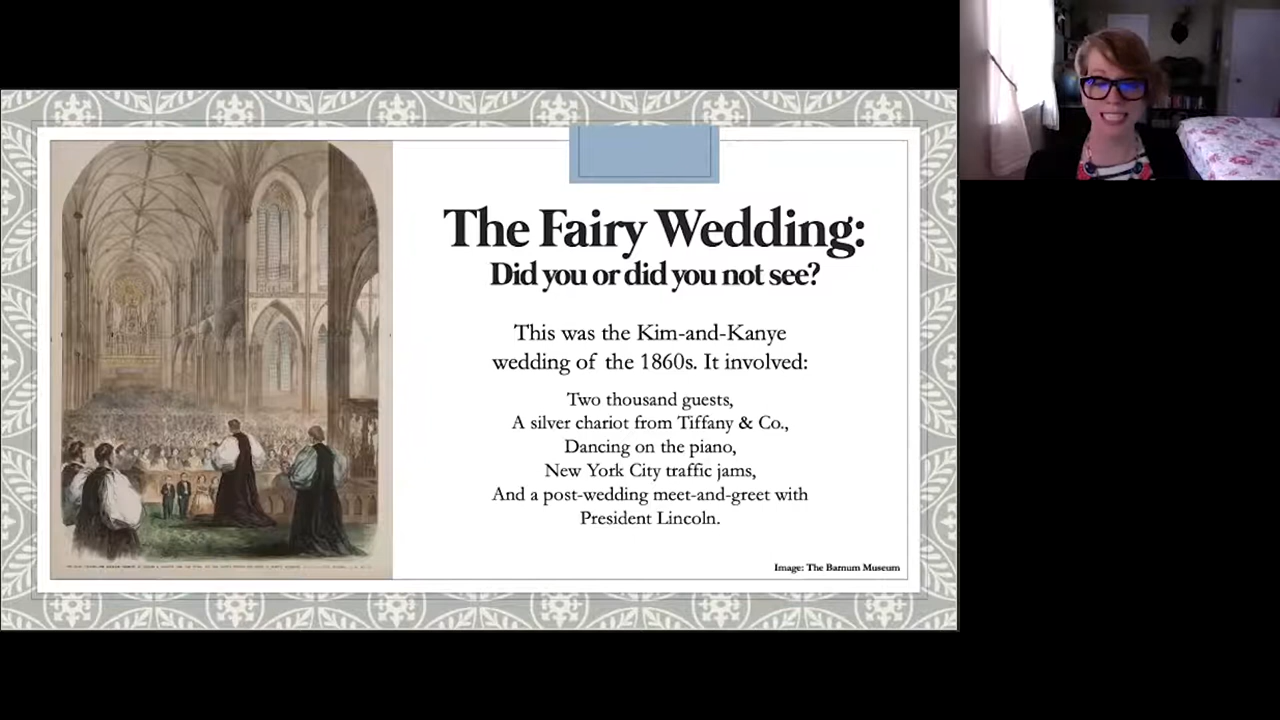 The Fairy Wedding:
Did you or did you not see?
This was the Kim-and-Kanye
wedding of the 1860s. It involved:
Two thousand guests,
A silver chariot from Tiffany & Co.,
Dancing on the piano,
New York City traffic jams,
And a post-wedding meet-and-greet with
President Lincoln.
Image: The Barnum Museum